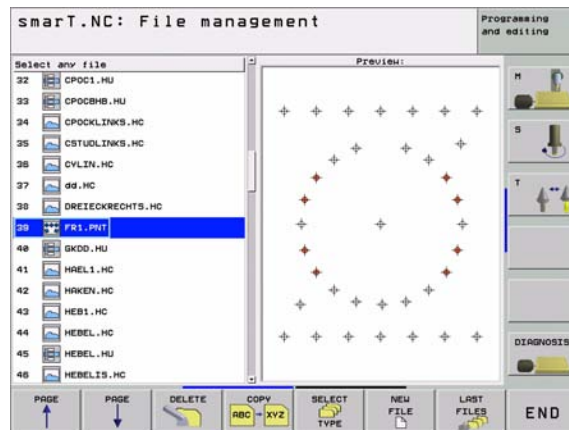 smarT.NC: File management
Programming
and editing
Select any file
Preview:
32 CPOC1.HU
33 CPOCBHB.HU
34 CPOCKLINKS.HC
35 CSTUDLINKS.HC
36 CYLIN.HC
37 dd.HC
38 DREIECKRECHTS.HC
39 FR1.PNT
40 GKDD.HU
41 HAEL1.HC
42 HAKEN.HC
43 HEB1.HC
44 HEBEL.HC
45 HEBEL.HU
46 HEBELIS.HC
M
S
T
DIAGNOSIS
PAGE
PAGE
DELETE
COPY
ABC
XYZ
SELECT
TYPE
NEW
FILE
LAST
FILES
END